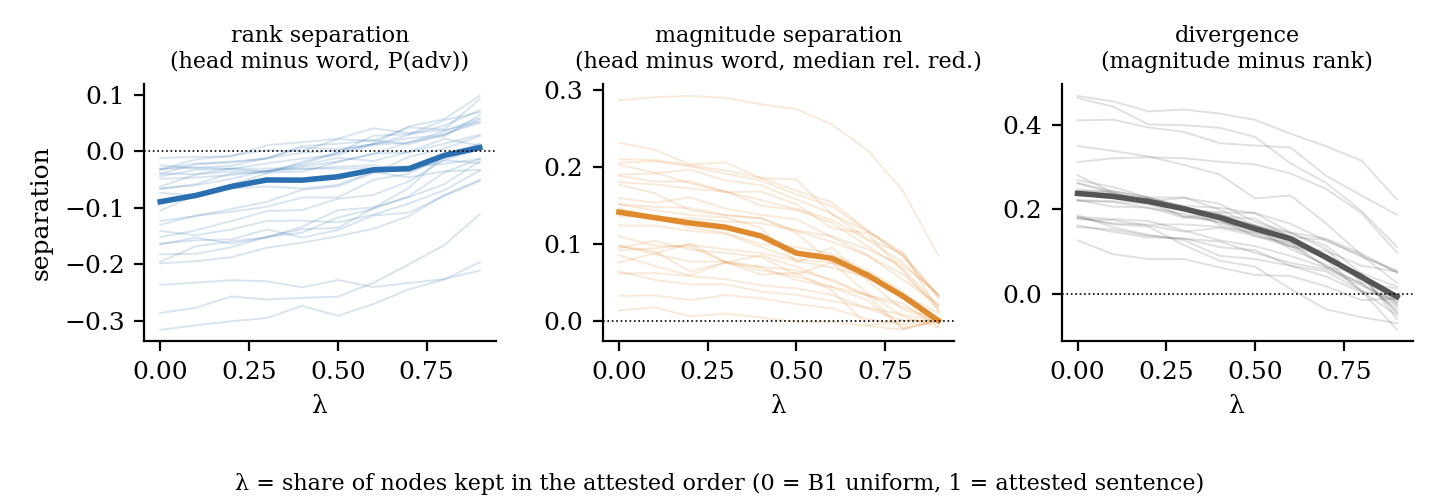 rank separation
(head minus word, P(adv))
magnitude separation
(head minus word, median rel. red.)
divergence
(magnitude minus rank)
separation
0.1
0.0
−0.1
−0.2
−0.3
0.00 0.25 0.50 0.75
λ
0.3
0.2
0.1
0.0
0.00 0.25 0.50 0.75
λ
0.4
0.2
0.0
0.00 0.25 0.50 0.75
λ
λ = share of nodes kept in the attested order (0 = B1 uniform, 1 = attested sentence)